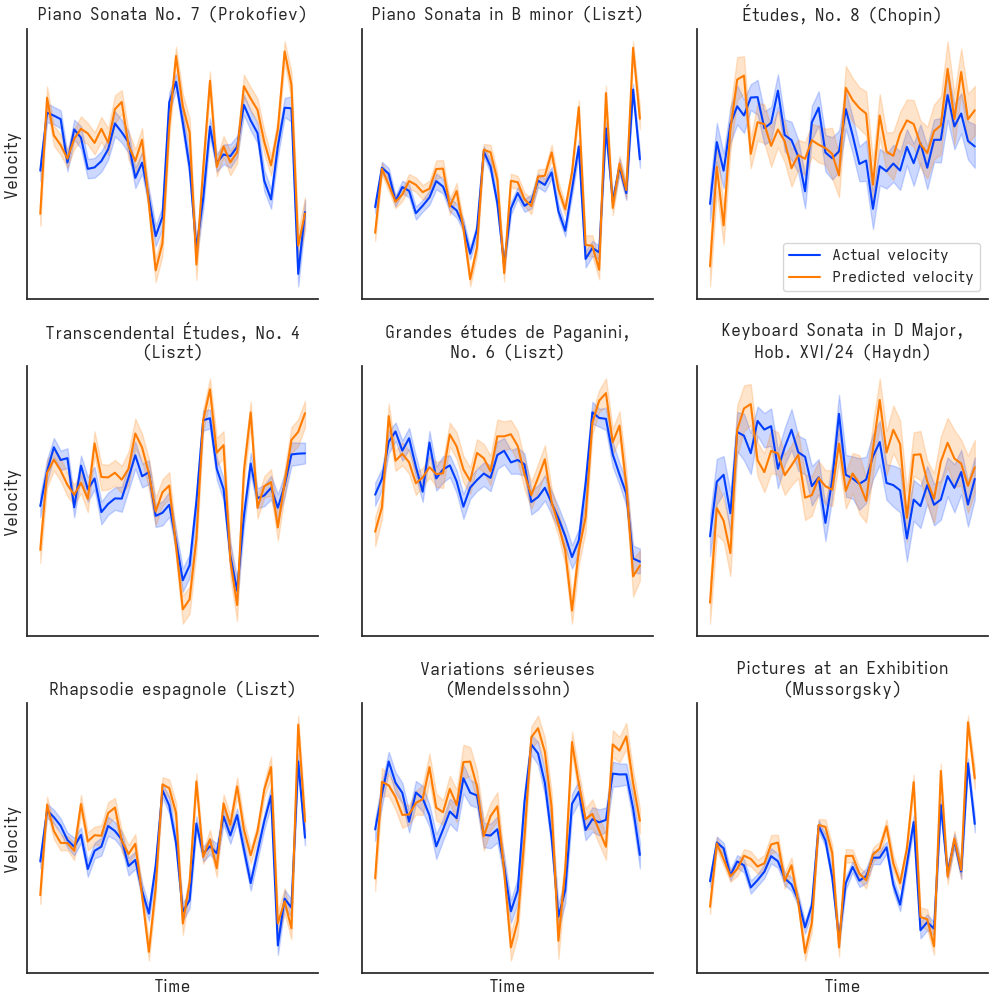 Piano Sonata No. 7 (Prokofiev)
Piano Sonata in B minor (Liszt)
Études, No. 8 (Chopin)
Velocity
Actual velocity
Predicted velocity
Transcendental Études, No. 4
(Liszt)
Grandes études de Paganini,
No. 6 (Liszt)
Keyboard Sonata in D Major,
Hob. XVI/24 (Haydn)
Velocity
Rhapsodie espagnole (Liszt)
Variations sérieuses
(Mendelssohn)
Pictures at an Exhibition
(Mussorgsky)
Velocity
Time
Time
Time